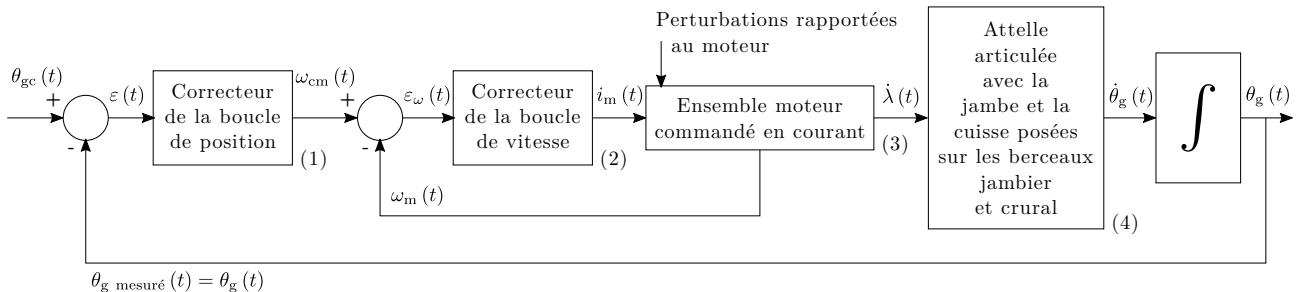 Perturbations rapportées
au moteur
θgc (t)
+
-
ε (t)
Correcteur
de la boucle
de position
(1)
ωcm (t)
+
-
εω (t)
Correcteur
de la boucle
de vitesse
(2)
im (t)
Ensemble moteur
commandé en courant
(3)
λ̇ (t)
Attelle
articulée
avec la
jambe et la
cuisse posées
sur les berceaux
jambier
et crural
(4)
θ̇g (t)
∫
θg (t)
ωm (t)
θg mesuré (t) = θg (t)